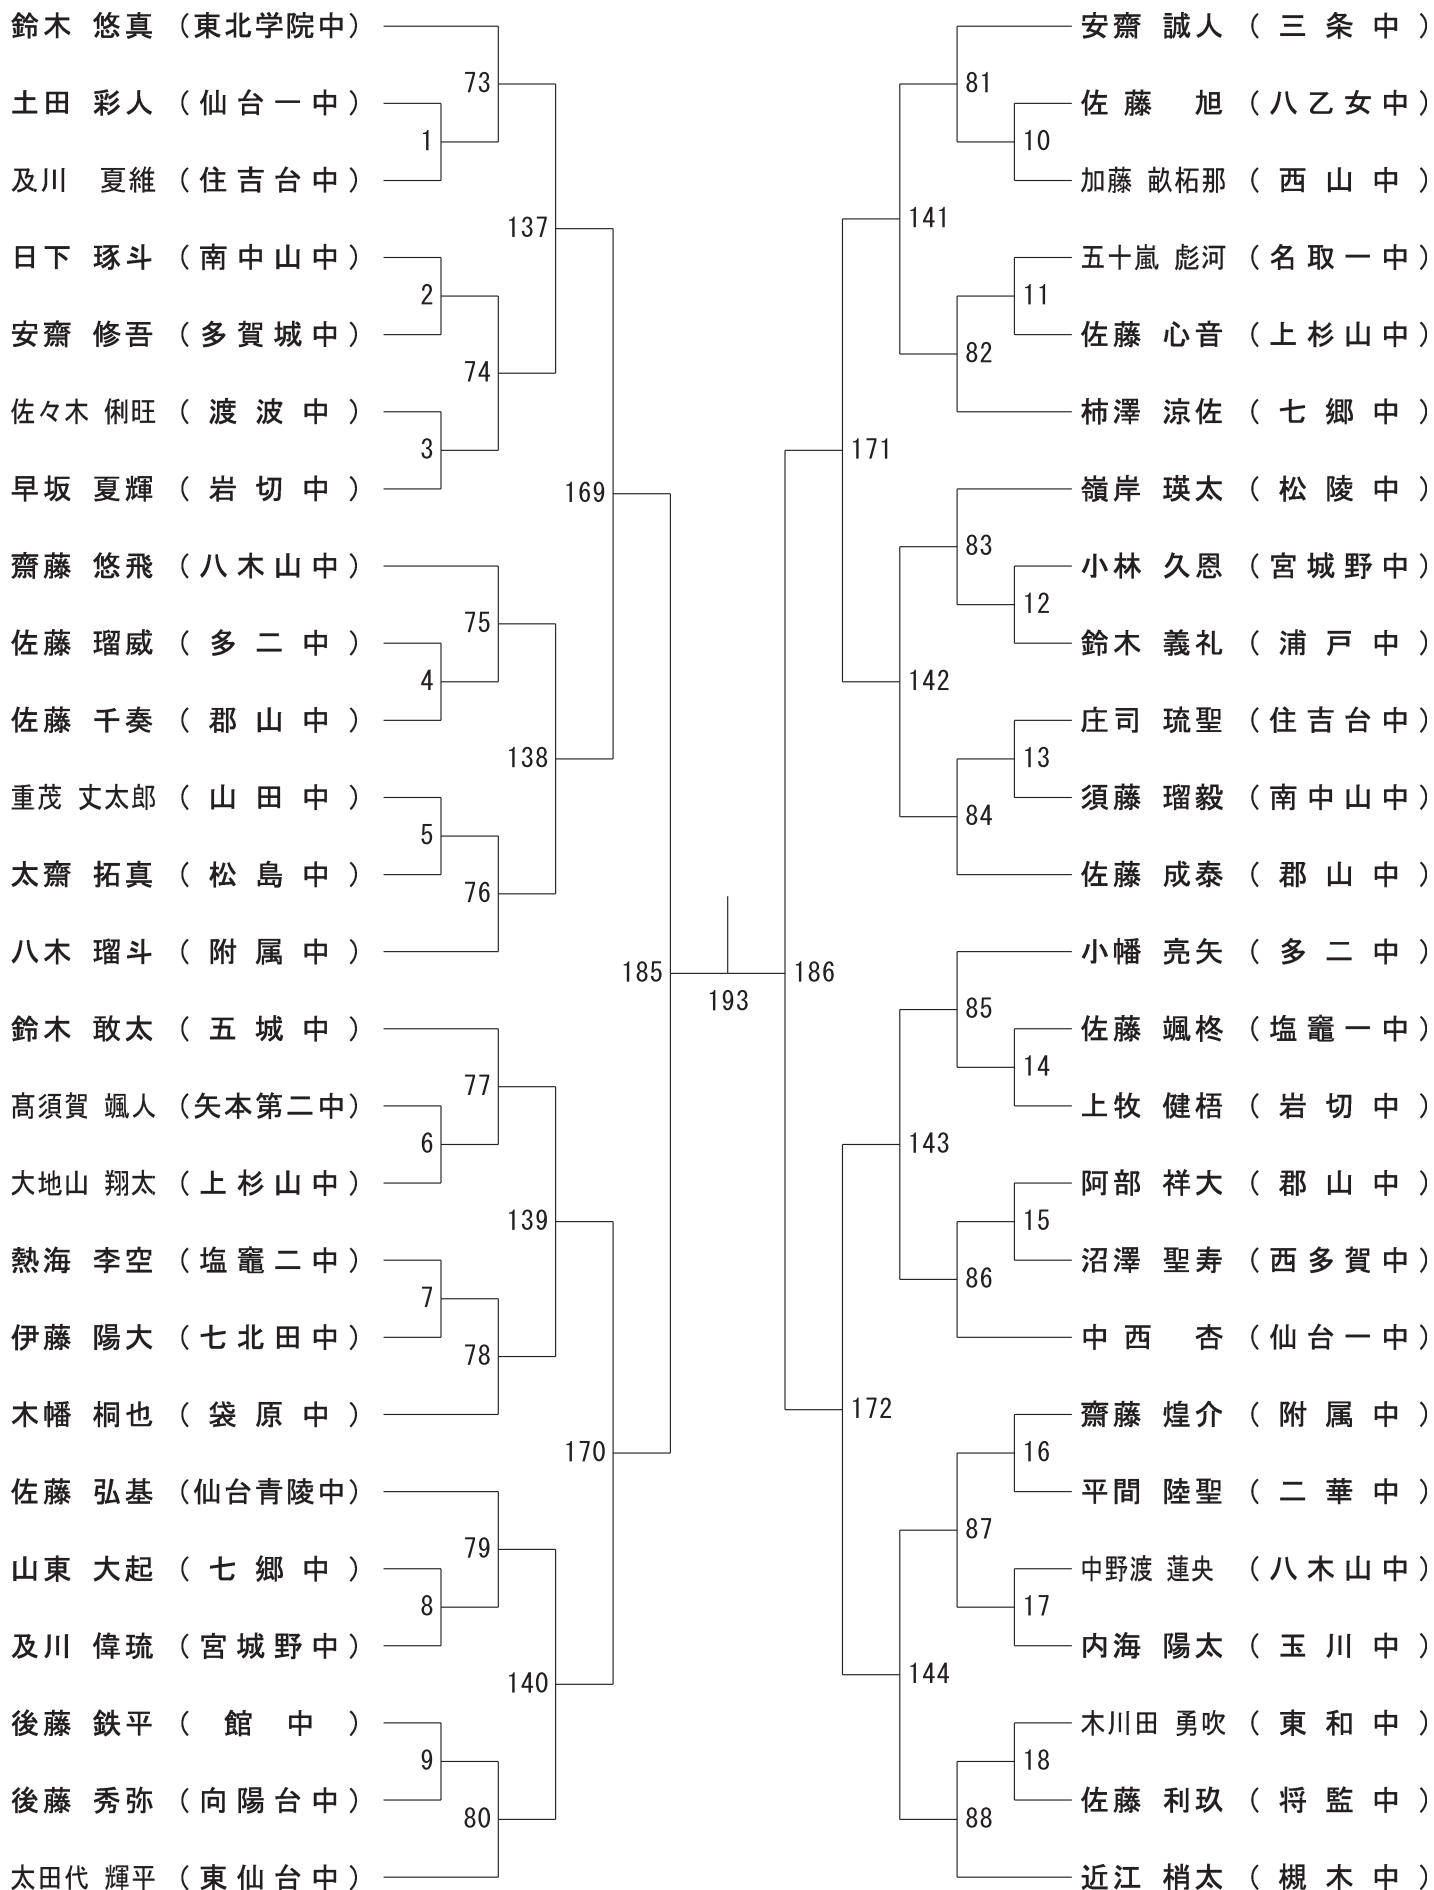 鈴木 悠真 (東北学院中)
73
土田 彩人 (仙台一中)
1
及川 夏維 (住吉台中)
137
日下 琢斗 (南中山中)
2
安齋 修吾 (多賀城中)
74
佐々木 俐旺 (渡波中)
3
早坂 夏輝 (岩切中)
169
齋藤 悠飛 (八木山中)
75
佐藤 瑠威 (多二中)
4
佐藤 千奏 (郡山中)
138
重茂 丈太郎 (山田中)
5
太齋 拓真 (松島中)
76
八木 瑠斗 (附属中)
185
鈴木 敢太 (五城中)
77
髙須賀 颯人 (矢本第二中)
6
大地山 翔太 (上杉山中)
139
熱海 李空 (塩竈二中)
7
伊藤 陽大 (七北田中)
78
木幡 桐也 (袋原中)
170
佐藤 弘基 (仙台青陵中)
79
山東 大起 (七郷中)
8
及川 偉琉 (宮城野中)
140
後藤 鉄平 (館中)
9
後藤 秀弥 (向陽台中)
80
太田代 輝平 (東仙台中)
193
安齋 誠人 (三条中)
81
佐藤 旭 (八乙女中)
10
加藤 畝柘那 (西山中)
141
五十嵐 彪河 (名取一中)
11
佐藤 心音 (上杉山中)
82
柿澤 涼佐 (七郷中)
171
嶺岸 瑛太 (松陵中)
83
小林 久恩 (宮城野中)
12
鈴木 義礼 (浦戸中)
142
庄司 琉聖 (住吉台中)
13
須藤 瑠毅 (南中山中)
84
佐藤 成泰 (郡山中)
186
小幡 亮矢 (多二中)
85
佐藤 颯柊 (塩竈一中)
14
上牧 健梧 (岩切中)
143
阿部 祥大 (郡山中)
15
沼澤 聖寿 (西多賀中)
86
中西 杏 (仙台一中)
172
齋藤 煌介 (附属中)
16
平間 陸聖 (二華中)
87
中野渡 蓮央 (八木山中)
17
内海 陽太 (玉川中)
144
木川田 勇吹 (東和中)
18
佐藤 利玖 (将監中)
88
近江 梢太 (槻木中)